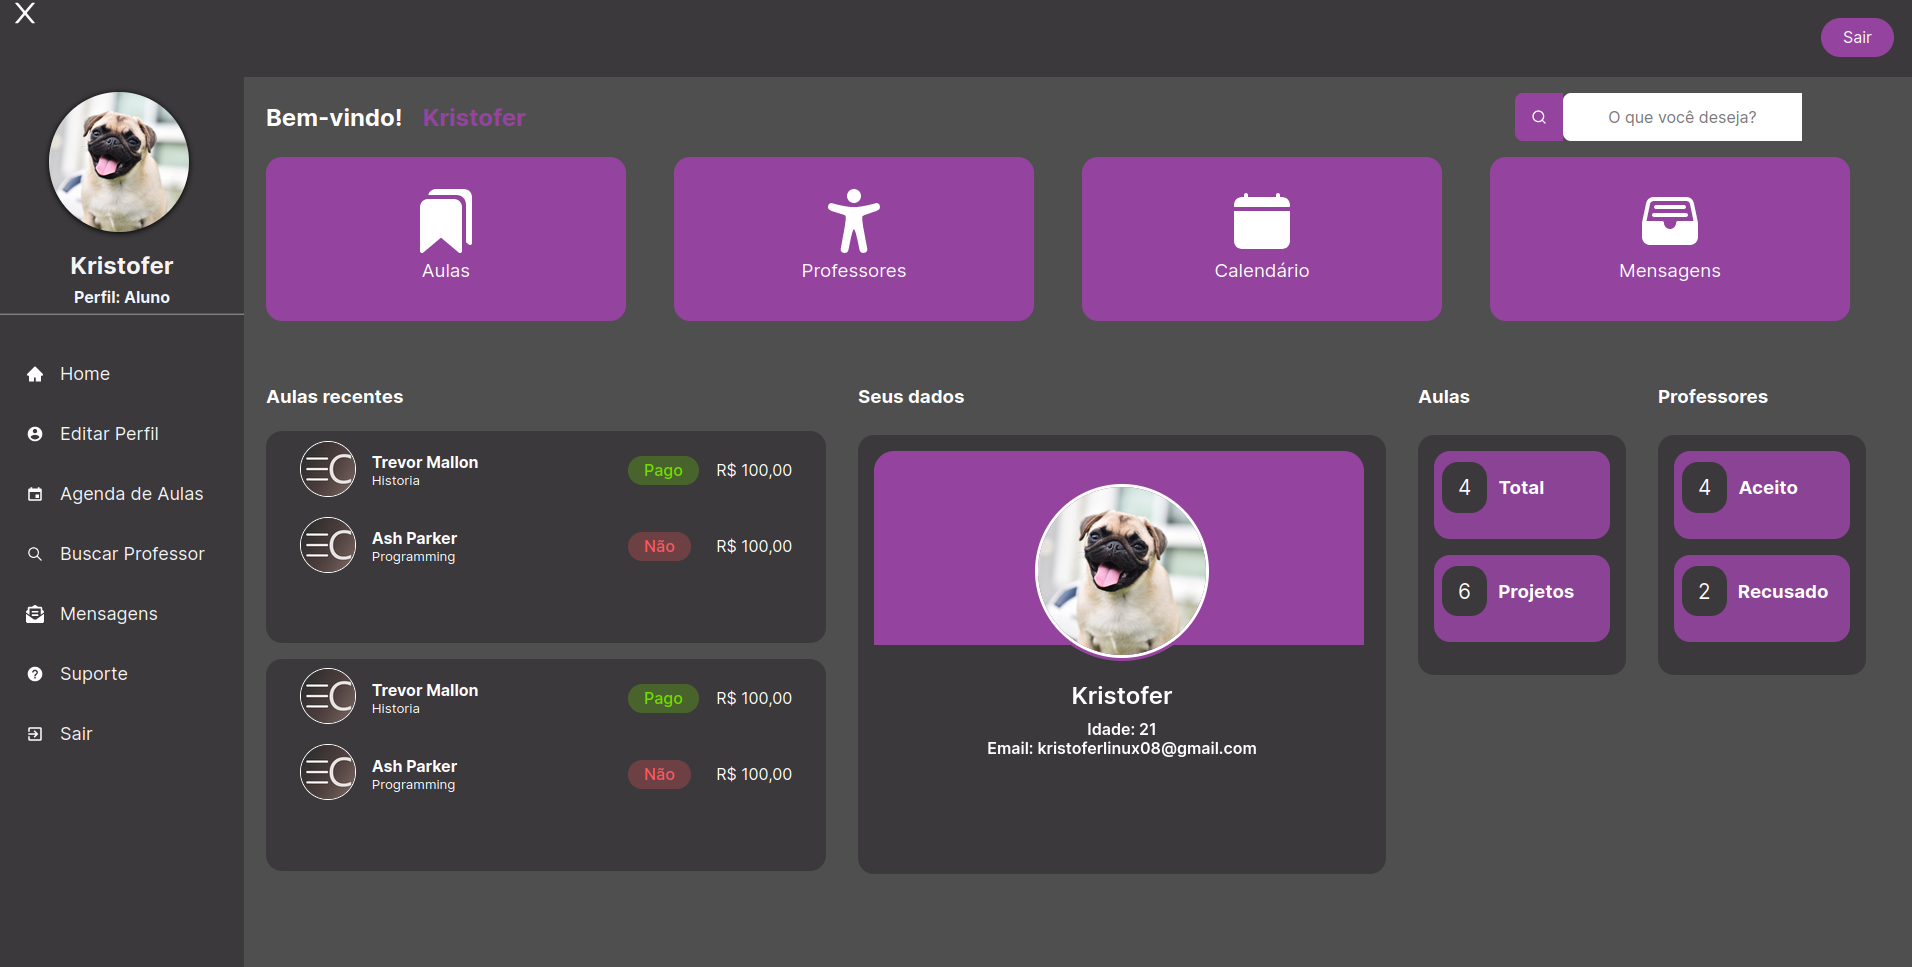 X
Sair
Kristofer
Perfil: Aluno
Home
Editar Perfil
Agenda de Aulas
Buscar Professor
Mensagens
Suporte
Sair
Bem-vindo! Kristofer
O que você deseja?
Aulas
Professores
Calendário
Mensagens
Aulas recentes
Trevor Mallon
Historia
Pago R$ 100,00
Ash Parker
Programming
Não R$ 100,00
Trevor Mallon
Historia
Pago R$ 100,00
Ash Parker
Programming
Não R$ 100,00
Seus dados
Kristofer
Idade: 21
Email: kristoferlinux08@gmail.com
Aulas
4 Total
6 Projetos
Professores
4 Aceito
2 Recusado